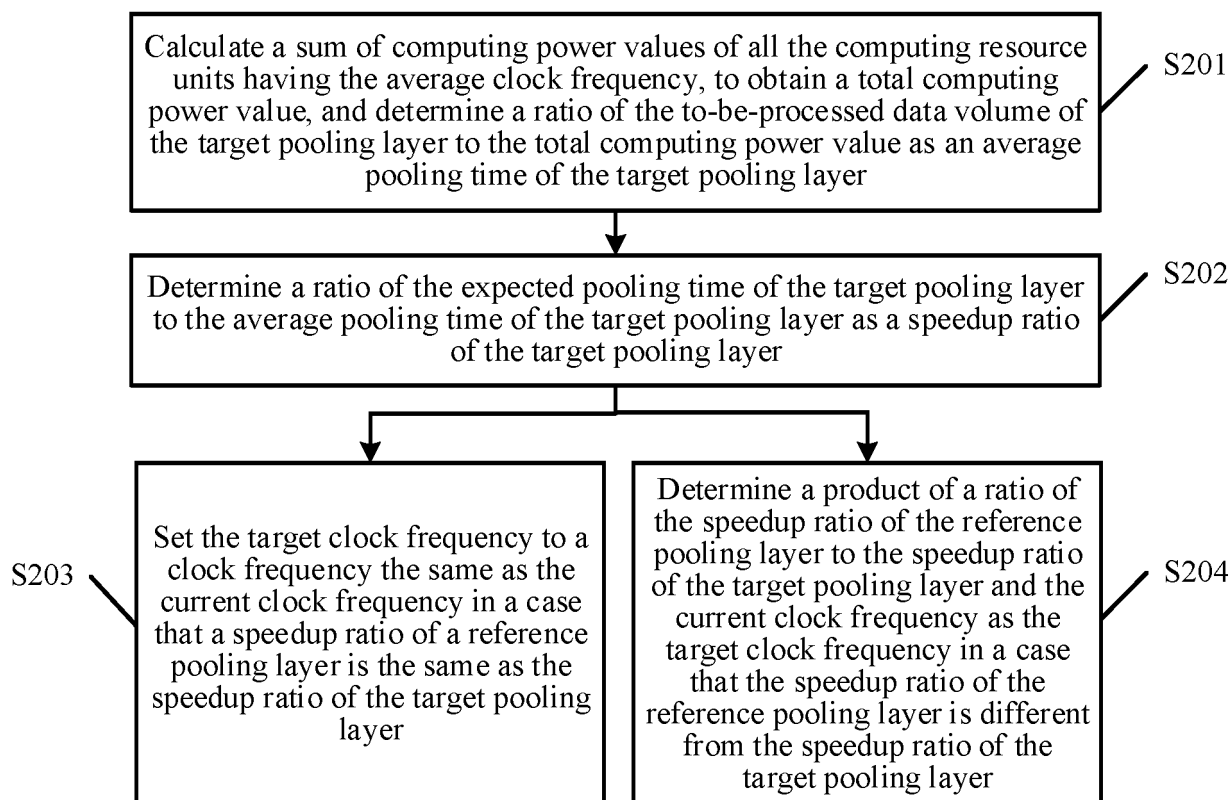 Calculate a sum of computing power values of all the computing resource
units having the average clock frequency, to obtain a total computing
power value, and determine a ratio of the to-be-processed data volume of
the target pooling layer to the total computing power value as an average
pooling time of the target pooling layer
S201
Determine a ratio of the expected pooling time of the target pooling layer
to the average pooling time of the target pooling layer as a speedup ratio
of the target pooling layer
S202
S203
Set the target clock frequency to a
clock frequency the same as the
current clock frequency in a case
that a speedup ratio of a reference
pooling layer is the same as the
speedup ratio of the target pooling
layer
Determine a product of a ratio of
the speedup ratio of the reference
pooling layer to the speedup ratio
of the target pooling layer and the
current clock frequency as the
target clock frequency in a case
that the speedup ratio of the
reference pooling layer is different
from the speedup ratio of the
target pooling layer
S204